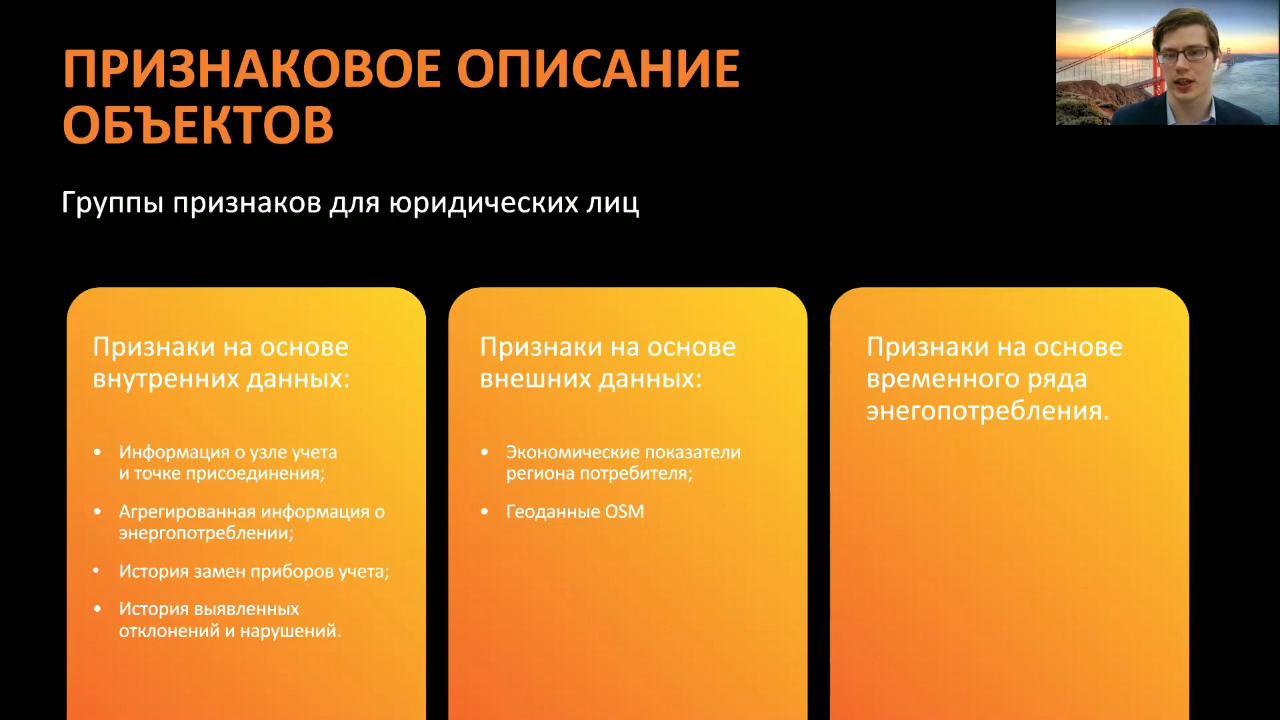 ПРИЗНАКОВОЕ ОПИСАНИЕ
ОБЪЕКТОВ
Группы признаков для юридических лиц
Признаки на основе
внутренних данных:
• Информация о узле учета
и точке присоединения;
• Агрегированная информация о
энергопотреблении;
• История замен приборов учета;
• История выявленных
отклонений и нарушений.
Признаки на основе
внешних данных:
• Экономические показатели
региона потребителя;
• Геоданные OSM
Признаки на основе
временного ряда
энегопотребления.